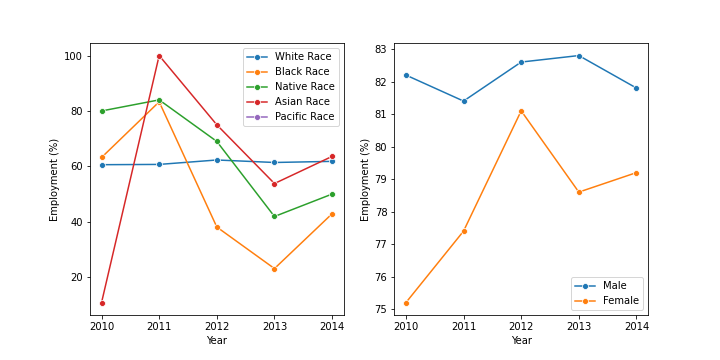 100
80
60
40
20
Employment (%)
2010 2011 2012 2013 2014
Year
White Race
Black Race
Native Race
Asian Race
Pacific Race
83
82
81
80
79
78
77
76
75
Employment (%)
2010 2011 2012 2013 2014
Year
Male
Female